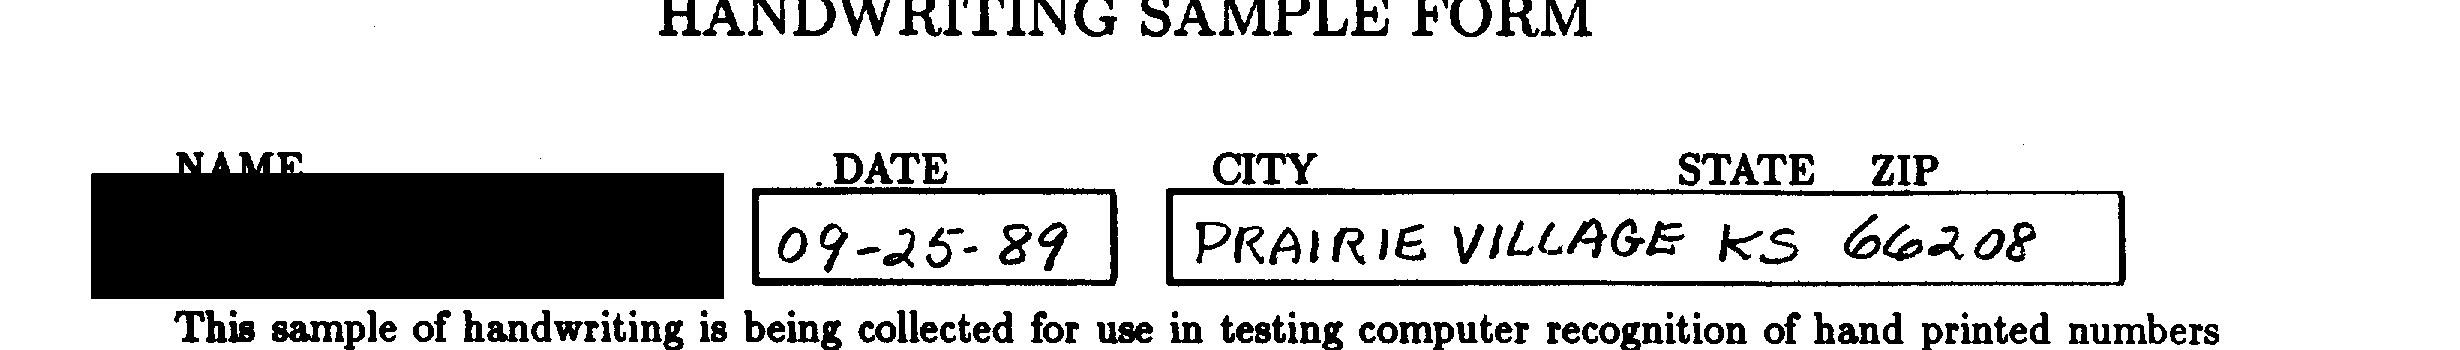 HANDWRITING SAMPLE FORM
NAME DATE CITY STATE ZIP
09-25-89 PRAIRIE VILLAGE KS 66208
This sample of handwriting is being collected for use in testing computer recognition of hand printed numbers